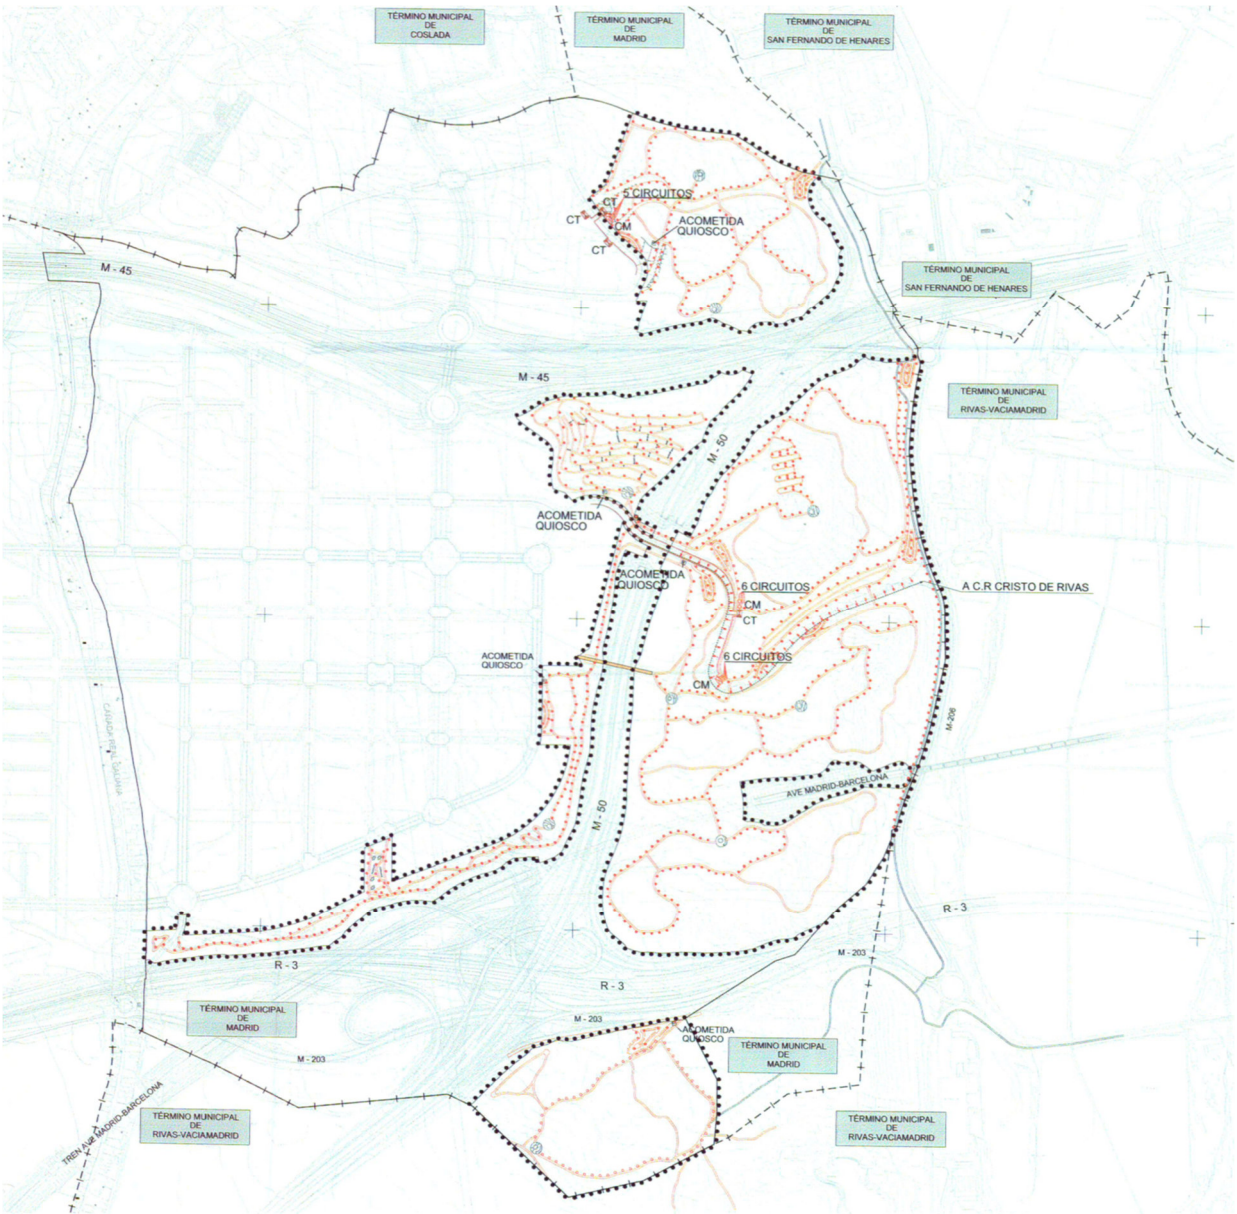 TÉRMINO MUNICIPAL
DE
COSLADA
TÉRMINO MUNICIPAL
DE
MADRID
TÉRMINO MUNICIPAL
DE
SAN FERNANDO DE HENARES
5 CIRCUITOS
CT
CT
CM
CT
ACOMETIDA
QUIOSCO
M - 45
TÉRMINO MUNICIPAL
DE
SAN FERNANDO DE HENARES
M - 45
TÉRMINO MUNICIPAL
DE
RIVAS-VACIAMADRID
M - 50
ACOMETIDA
QUIOSCO
ACOMETIDA
QUIOSCO
6 CIRCUITOS
CM
CT
A C.R CRISTO DE RIVAS
ACOMETIDA
QUIOSCO
6 CIRCUITOS
CM
M-206
AVE MADRID-BARCELONA
M - 50
R - 3
R - 3
M - 203
R - 3
TÉRMINO MUNICIPAL
DE
MADRID
M - 203
ACOMETIDA
QUIOSCO
M - 203
TÉRMINO MUNICIPAL
DE
MADRID
TREN AVE MADRID-BARCELONA
TÉRMINO MUNICIPAL
DE
RIVAS-VACIAMADRID
TÉRMINO MUNICIPAL
DE
RIVAS-VACIAMADRID